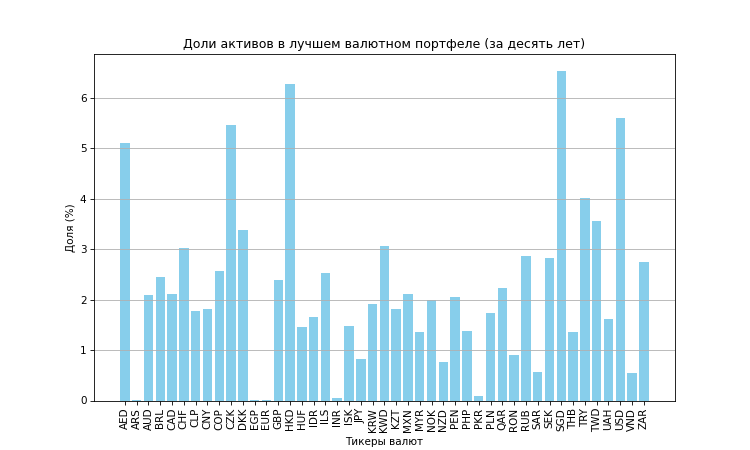 Доли активов в лучшем валютном портфеле (за десять лет)
Доля (%)
6
5
4
3
2
1
0
AED ARS AUD BRL CAD CHF CLP CNY COP CZK DKK EGP EUR GBP HKD HUF IDR ILS INR ISK JPY KRW KWD KZT MXN MYR NOK NZD PEN PHP PKR PLN QAR RON RUB SAR SEK SGD THB TRY TWD UAH USD VND ZAR
Тикеры валют